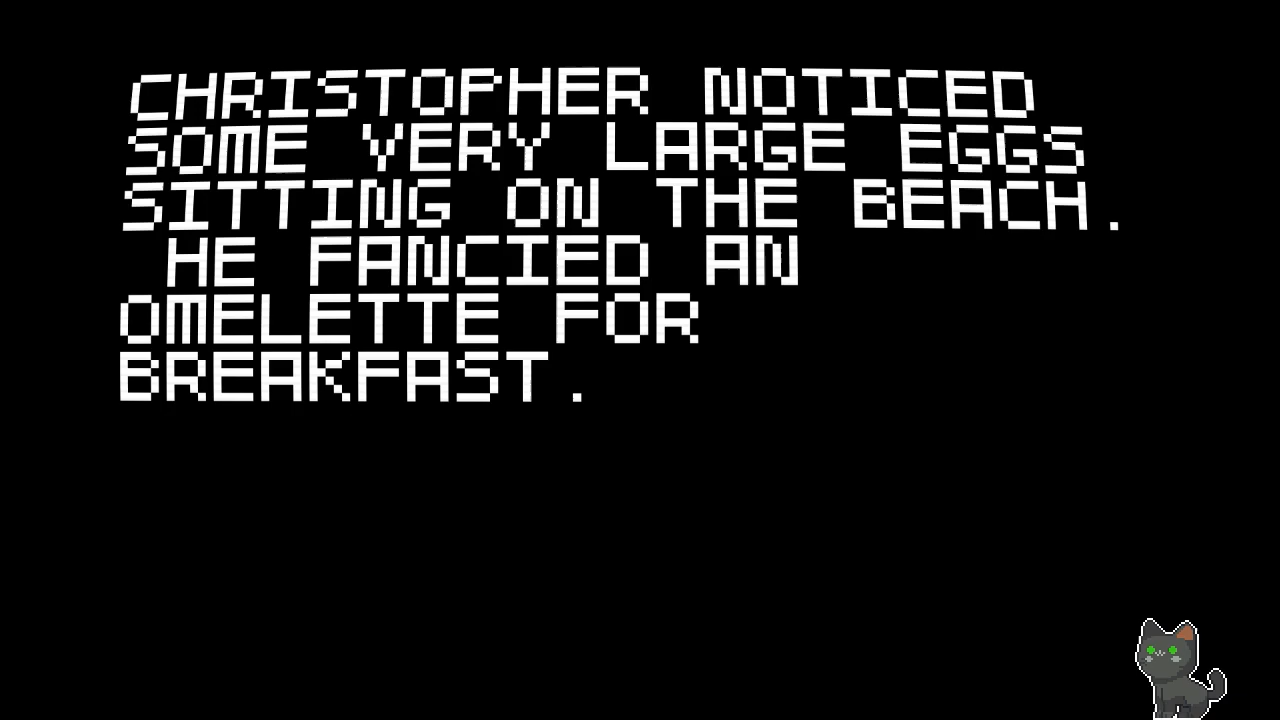 CHRISTOPHER NOTICED
SOME VERY LARGE EGGS
SITTING ON THE BEACH.
HE FANCIED AN
OMELETTE FOR
BREAKFAST.